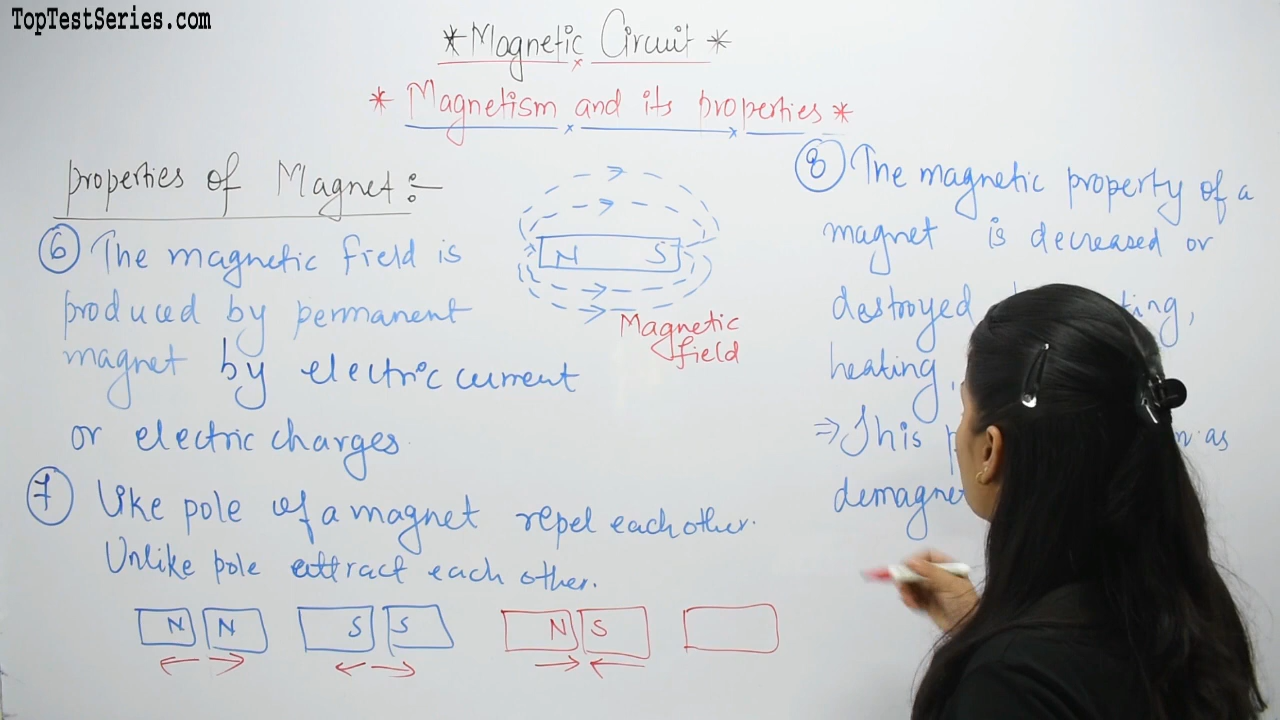 TopTestSeries.com
* Magnetic Circuit *
* Magnetism and its properties *
properties of Magnet:-
6 The magnetic field is
produced by permanent
magnet by electric current
or electric charges.
N S
Magnetic
field
7 Like pole of a magnet repel each other.
Unlike pole attract each other.
N N S S N S
8 The magnetic property of a
magnet is decreased or
destroyed
heating,
⇒ This as